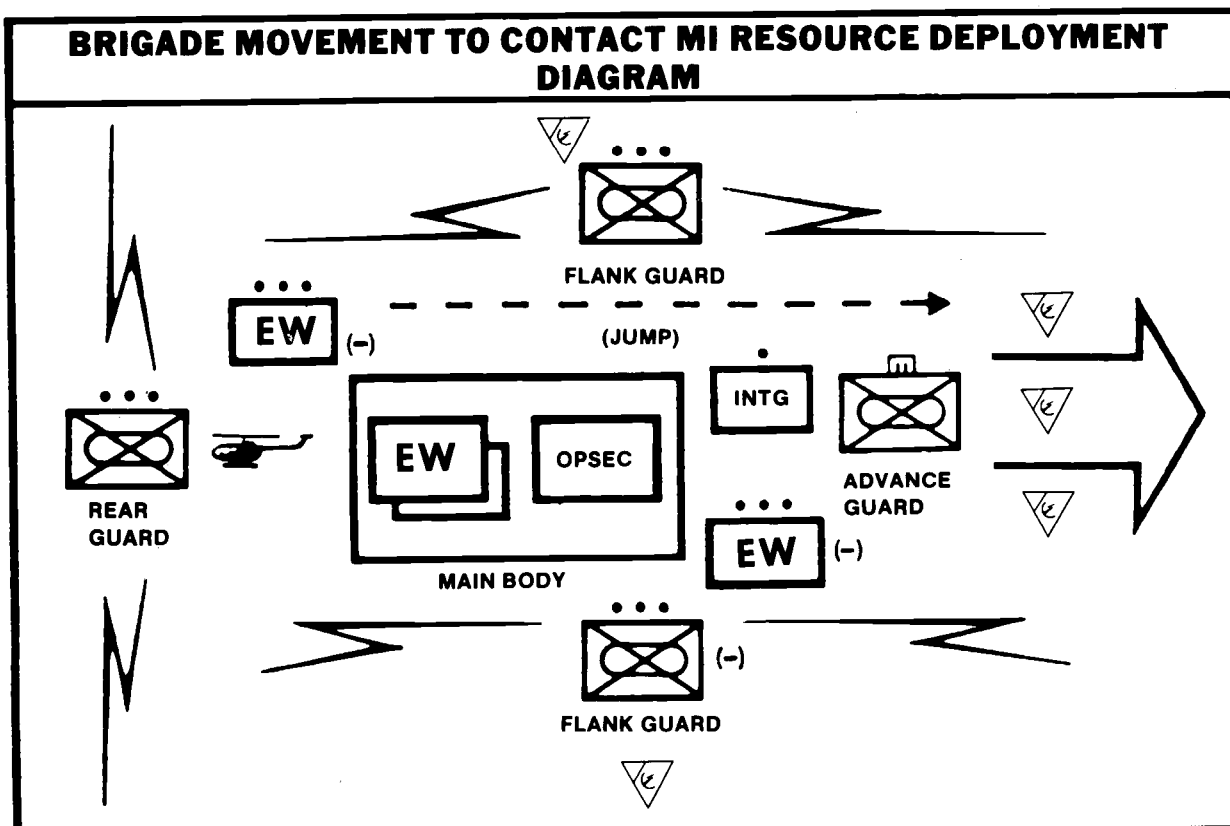 BRIGADE MOVEMENT TO CONTACT MI RESOURCE DEPLOYMENT
DIAGRAM
FLANK GUARD
EW
(-)
(JUMP)
INTG
EW
OPSEC
REAR
GUARD
ADVANCE
GUARD
EW
(-)
MAIN BODY
(-)
FLANK GUARD